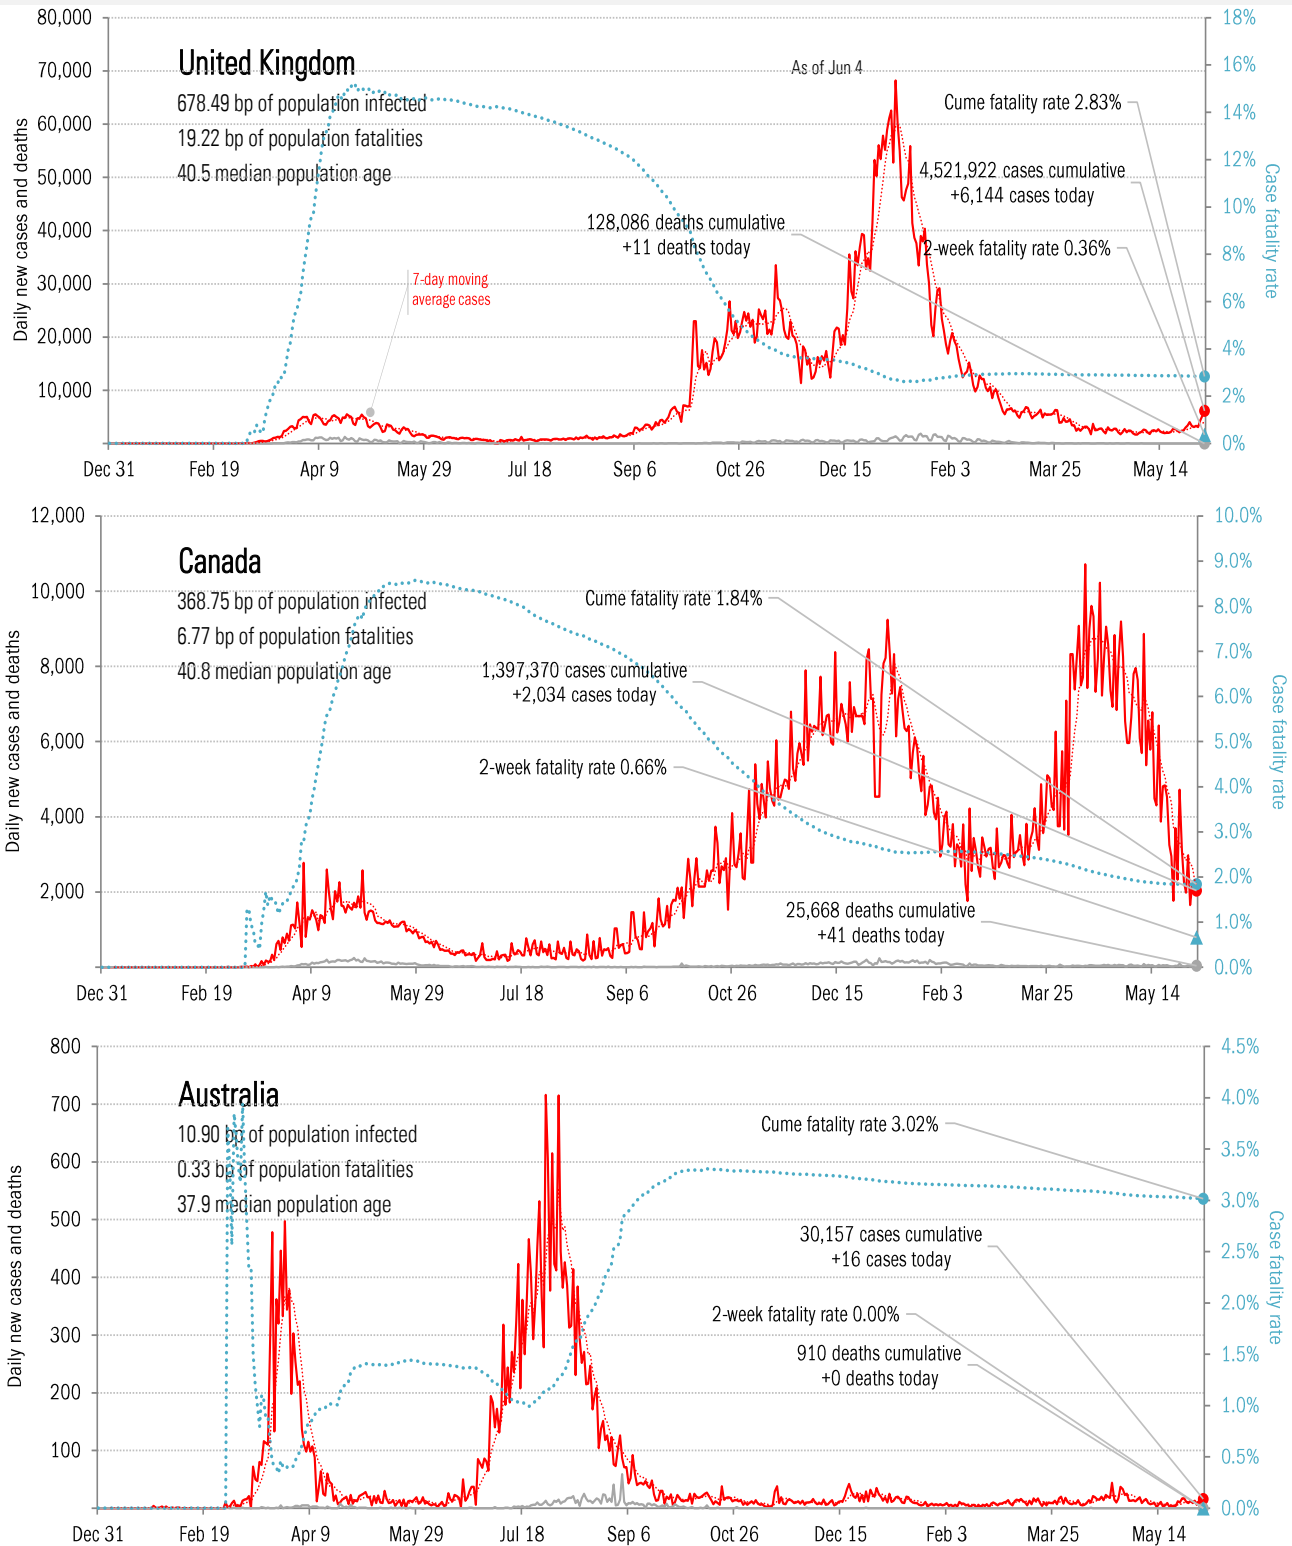 80,000
70,000
60,000
50,000
40,000
30,000
20,000
10,000
Daily new cases and deaths
United Kingdom
678.49 bp of population infected
19.22 bp of population fatalities
40.5 median population age
As of Jun 4
Cume fatality rate 2.83%
4,521,922 cases cumulative
+6,144 cases today
128,086 deaths cumulative
+11 deaths today
2-week fatality rate 0.36%
7-day moving
average cases
18%
16%
14%
12%
10%
8%
6%
4%
2%
0%
Case fatality rate
Dec 31 Feb 19 Apr 9 May 29 Jul 18 Sep 6 Oct 26 Dec 15 Feb 3 Mar 25 May 14
12,000
10,000
8,000
6,000
4,000
2,000
Daily new cases and deaths
Canada
368.75 bp of population infected
6.77 bp of population fatalities
40.8 median population age
Cume fatality rate 1.84%
1,397,370 cases cumulative
+2,034 cases today
2-week fatality rate 0.66%
25,668 deaths cumulative
+41 deaths today
10.0%
9.0%
8.0%
7.0%
6.0%
5.0%
4.0%
3.0%
2.0%
1.0%
0.0%
Case fatality rate
Dec 31 Feb 19 Apr 9 May 29 Jul 18 Sep 6 Oct 26 Dec 15 Feb 3 Mar 25 May 14
800
700
600
500
400
300
200
100
Daily new cases and deaths
Australia
10.90 bp of population infected
0.33 bp of population fatalities
37.9 median population age
Cume fatality rate 3.02%
30,157 cases cumulative
+16 cases today
2-week fatality rate 0.00%
910 deaths cumulative
+0 deaths today
4.5%
4.0%
3.5%
3.0%
2.5%
2.0%
1.5%
1.0%
0.5%
0.0%
Case fatality rate
Dec 31 Feb 19 Apr 9 May 29 Jul 18 Sep 6 Oct 26 Dec 15 Feb 3 Mar 25 May 14